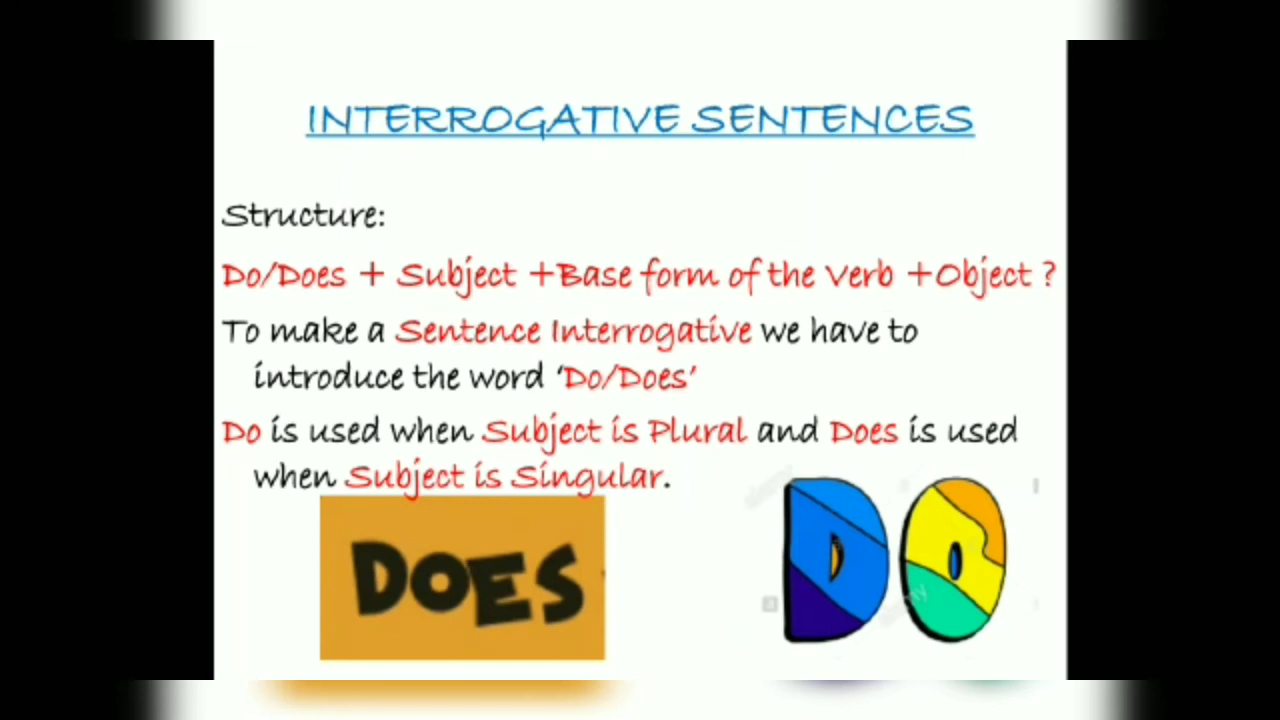 INTERROGATIVE SENTENCES
Structure:
Do/Does + Subject +Base form of the Verb +Object ?
To make a Sentence Interrogative we have to
introduce the word ‘Do/Does’
Do is used when Subject is Plural and Does is used
when Subject is Singular.
DOES
DO